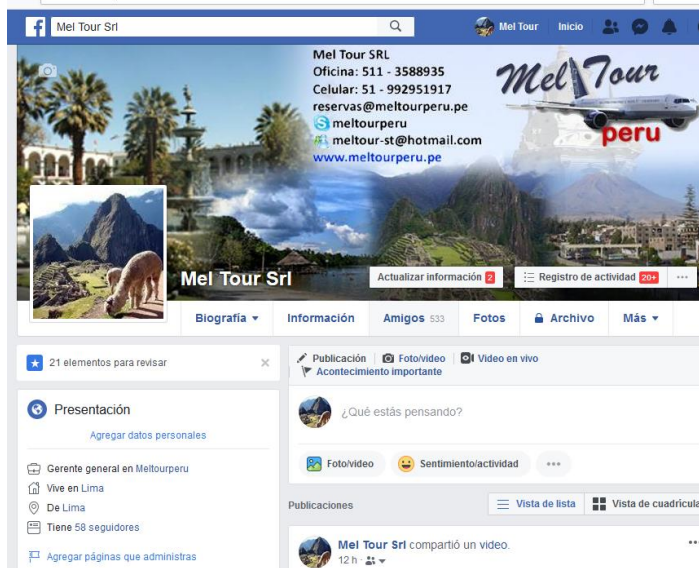 Mel Tour Srl
Mel Tour Inicio
Mel Tour SRL
Oficina: 511 - 3588935
Celular: 51 - 992951917
reservas@meltourperu.pe
meltourperu
meltour-st@hotmail.com
www.meltourperu.pe
Mel Tour
peru
Mel Tour Srl
Actualizar información 2
Registro de actividad 20+
Biografía Información Amigos 533 Fotos Archivo Más
21 elementos para revisar
Presentación
Agregar datos personales
Gerente general en Meltourperu
Vive en Lima
De Lima
Tiene 58 seguidores
Agregar páginas que administras
Publicación Foto/video Video en vivo
Acontecimiento importante
¿Qué estás pensando?
Foto/video Sentimiento/actividad
Publicaciones Vista de lista Vista de cuadrícula
Mel Tour Srl compartió un video.
12 h